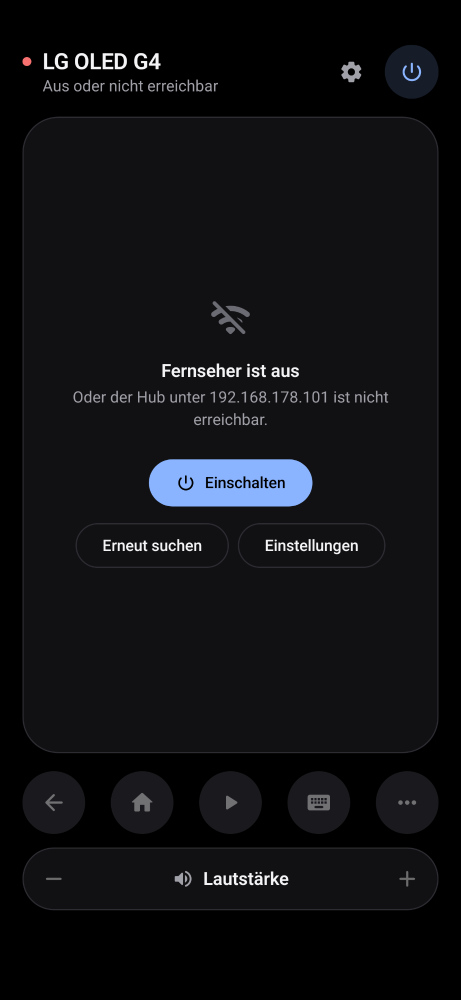 LG OLED G4
Aus oder nicht erreichbar
Fernseher ist aus
Oder der Hub unter 192.168.178.101 ist nicht
erreichbar.
Einschalten
Erneut suchen
Einstellungen
Lautstärke